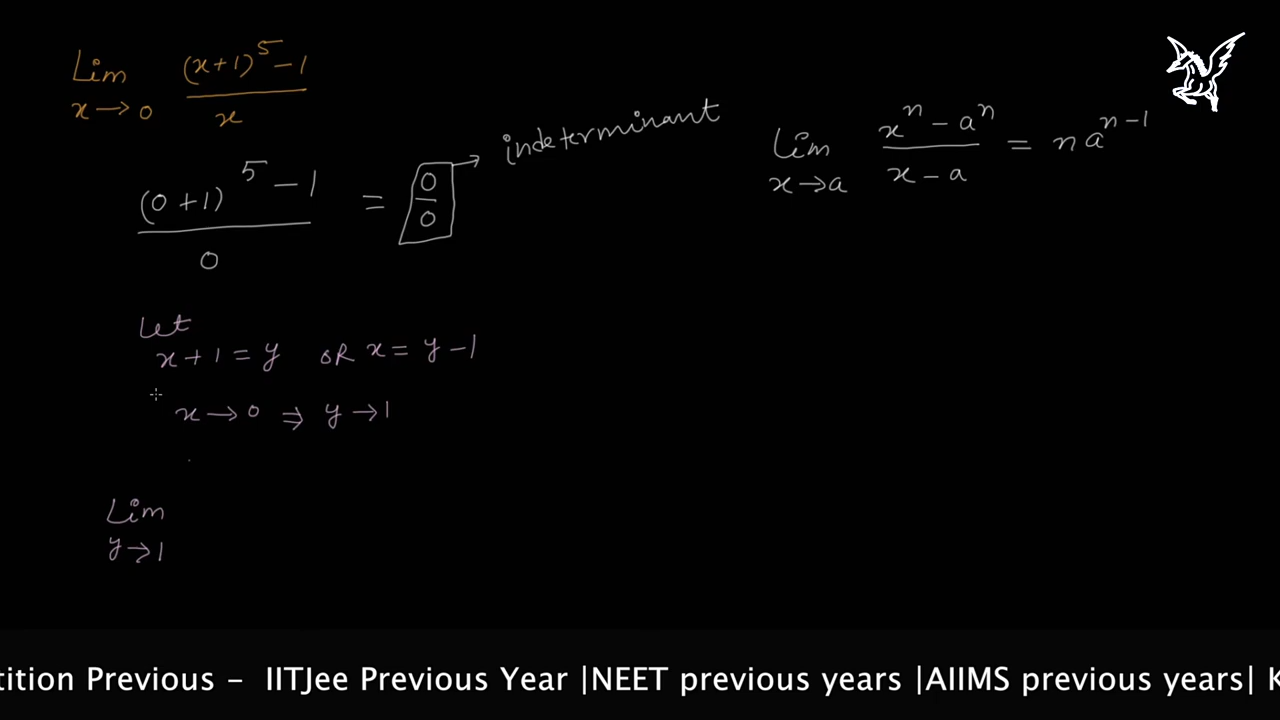 Lim x→0 (x+1)^5 – 1 / x
(0+1)^5 – 1 / 0 = 0/0 → indeterminant
Lim x→a x^n – a^n / x – a = n a^n–1
Let
x + 1 = y OR x = y – 1
x → 0 ⇒ y → 1
Lim y→1
tition Previous – IITJee Previous Year |NEET previous years |AIIMS previous years| K